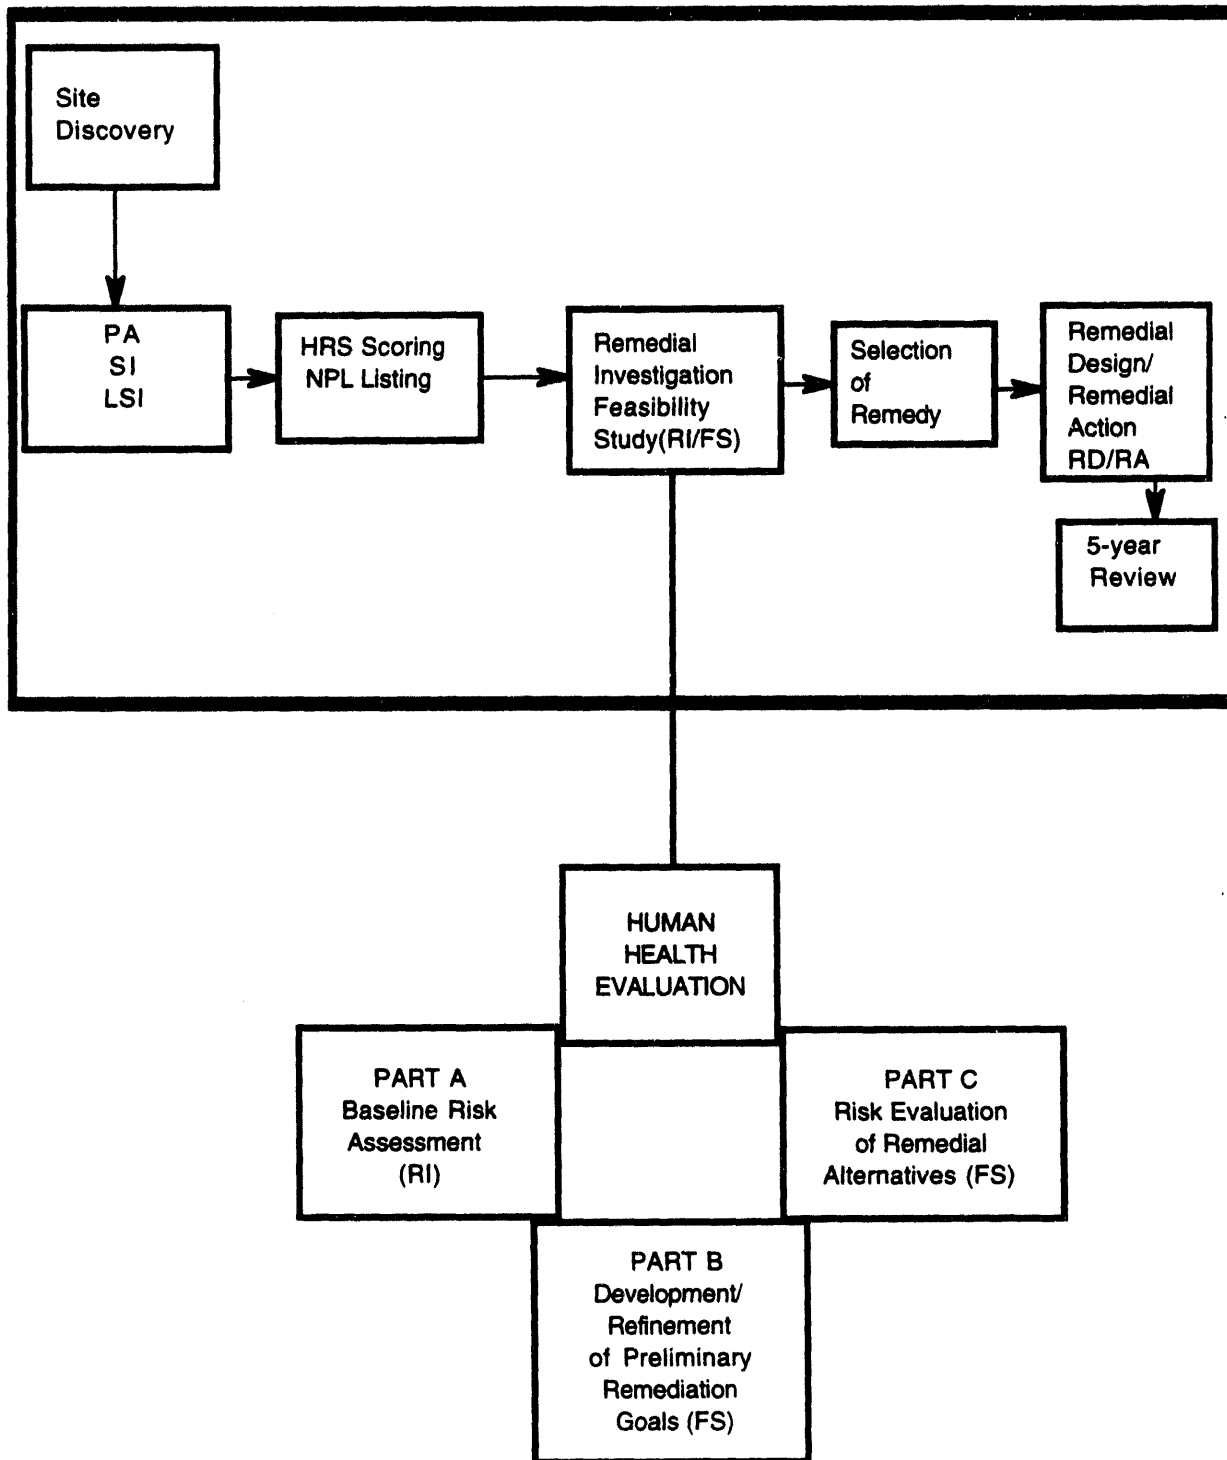 Site
Discovery
PA
SI
LSI
HRS Scoring
NPL Listing
Remedial
Investigation
Feasibility
Study(RI/FS)
Selection
of
Remedy
Remedial
Design/
Remedial
Action
RD/RA
5-year
Review
HUMAN
HEALTH
EVALUATION
PART A
Baseline Risk
Assessment
(RI)
PART C
Risk Evaluation
of Remedial
Alternatives (FS)
PART B
Development/
Refinement
of Preliminary
Remediation
Goals (FS)